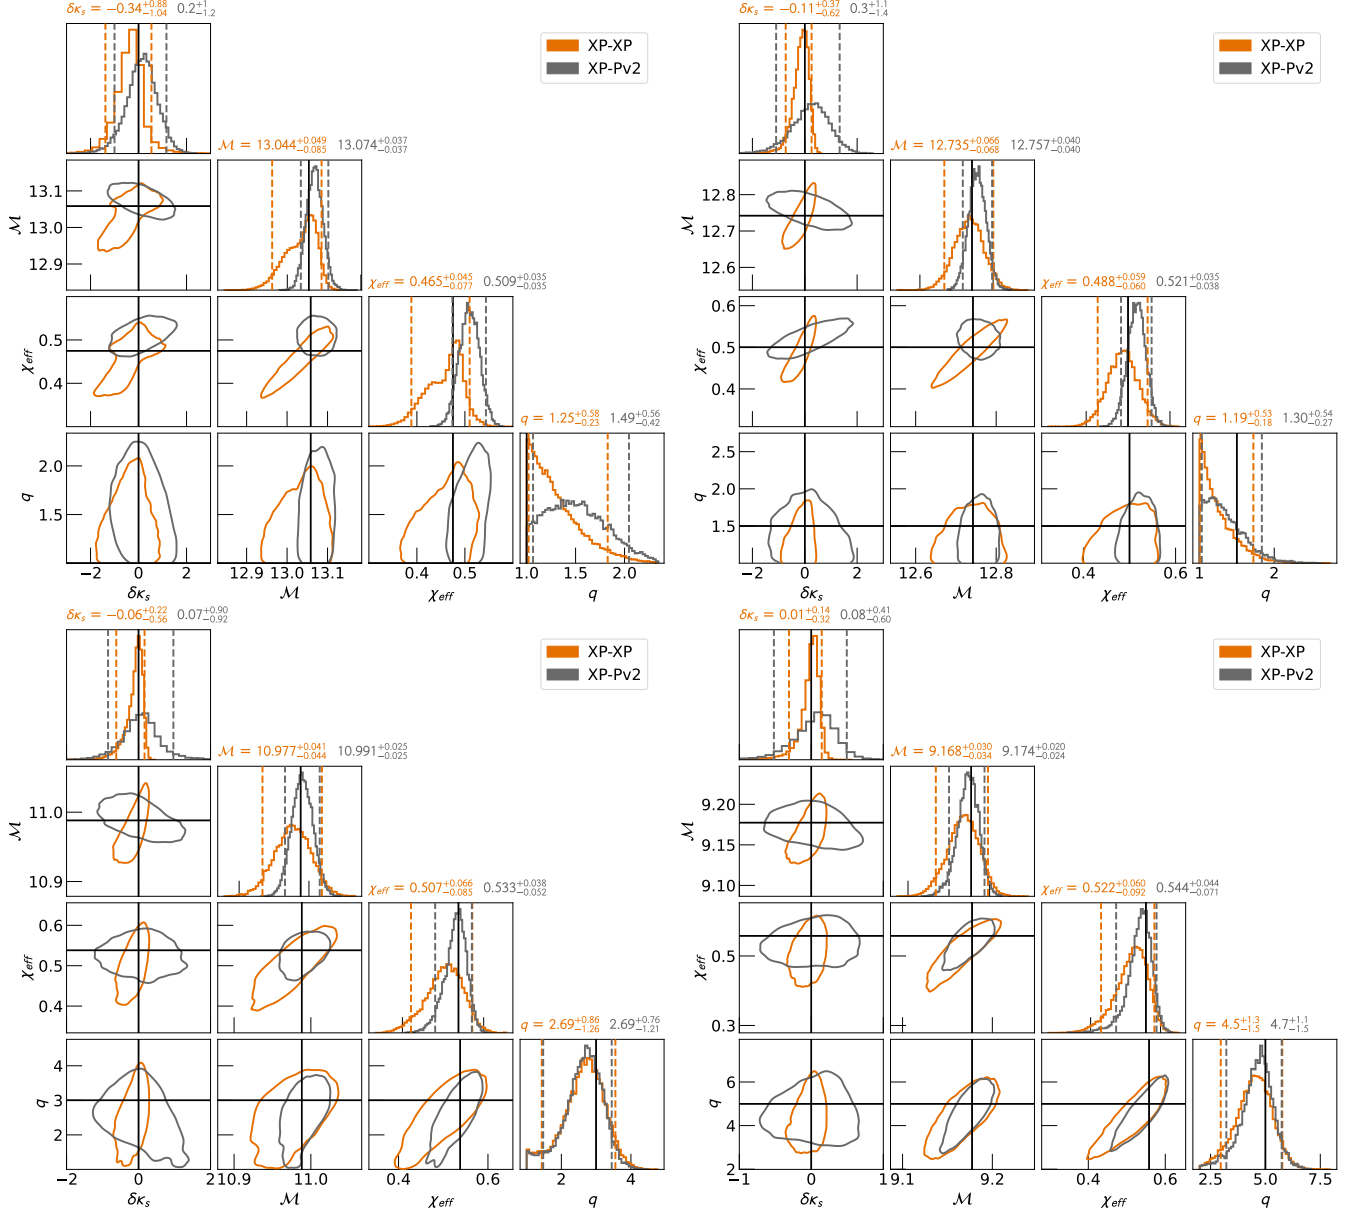 δκₛ = −0.34 +0.88 −1.04 0.2 +1 −1.2
XP-XP
XP-Pv2
ℳ = 13.044 +0.049 −0.085 13.074 +0.037 −0.037
13.1
13.0
12.9
ℳ
χeff = 0.465 +0.045 −0.077 0.509 +0.035 −0.035
0.5
0.4
χeff
q = 1.25 +0.58 −0.23 1.49 +0.56 −0.42
2.0
1.5
q
−2 0 2
12.9 13.0 13.1
0.4 0.5
1.0 1.5 2.0
δκₛ ℳ χeff q
δκₛ = −0.11 +0.37 −0.62 0.3 +1.1 −1.4
XP-XP
XP-Pv2
ℳ = 12.735 +0.066 −0.068 12.757 +0.040 −0.040
12.8
12.7
12.6
ℳ
χeff = 0.488 +0.059 −0.060 0.521 +0.035 −0.038
0.6
0.5
0.4
χeff
q = 1.19 +0.53 −0.18 1.30 +0.54 −0.27
2.5
2.0
1.5
q
−2 0 2
12.6 12.8
0.4 0.6
1 2
δκₛ ℳ χeff q
δκₛ = −0.06 +0.22 −0.56 0.07 +0.90 −0.92
XP-XP
XP-Pv2
ℳ = 10.977 +0.041 −0.044 10.991 +0.025 −0.025
11.0
10.9
ℳ
χeff = 0.507 +0.066 −0.085 0.533 +0.038 −0.052
0.6
0.5
0.4
χeff
q = 2.69 +0.86 −1.26 2.69 +0.76 −1.21
4
3
2
q
−2 0 2
10.9 11.0
0.4 0.6
2 4
δκₛ ℳ χeff q
δκₛ = 0.01 +0.14 −0.32 0.08 +0.41 −0.60
XP-XP
XP-Pv2
ℳ = 9.168 +0.030 −0.034 9.174 +0.020 −0.024
9.20
9.15
9.10
ℳ
χeff = 0.522 +0.060 −0.092 0.544 +0.044 −0.071
0.5
0.3
χeff
q = 4.5 +1.3 −1.5 4.7 +1.1 −1.5
6
4
2
q
−1 0 1
9.1 9.2
0.4 0.6
2.5 5.0 7.5
δκₛ ℳ χeff q